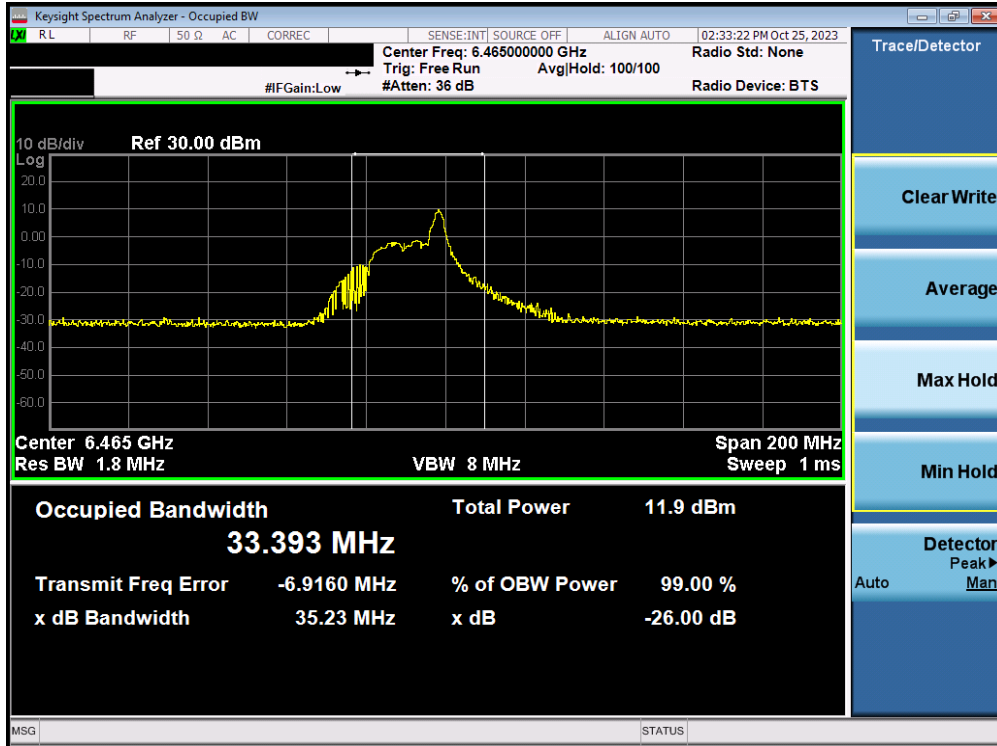 Keysight Spectrum Analyzer - Occupied BW
LXI RL RF 50 Ω AC CORREC SENSE:INT SOURCE OFF ALIGN AUTO 02:33:22 PM Oct 25, 2023
Center Freq: 6.465000000 GHz Radio Std: None
Trig: Free Run Avg|Hold: 100/100
#IFGain:Low #Atten: 36 dB Radio Device: BTS
Trace/Detector
10 dB/div Ref 30.00 dBm
Log
20.0
10.0
0.00
-10.0
-20.0
-30.0
-40.0
-50.0
-60.0
Center 6.465 GHz Span 200 MHz
Res BW 1.8 MHz VBW 8 MHz Sweep 1 ms
Occupied Bandwidth Total Power 11.9 dBm
33.393 MHz
Transmit Freq Error -6.9160 MHz % of OBW Power 99.00 %
x dB Bandwidth 35.23 MHz x dB -26.00 dB
Clear Write
Average
Max Hold
Min Hold
Detector
Peak▶
Auto Man
MSG STATUS